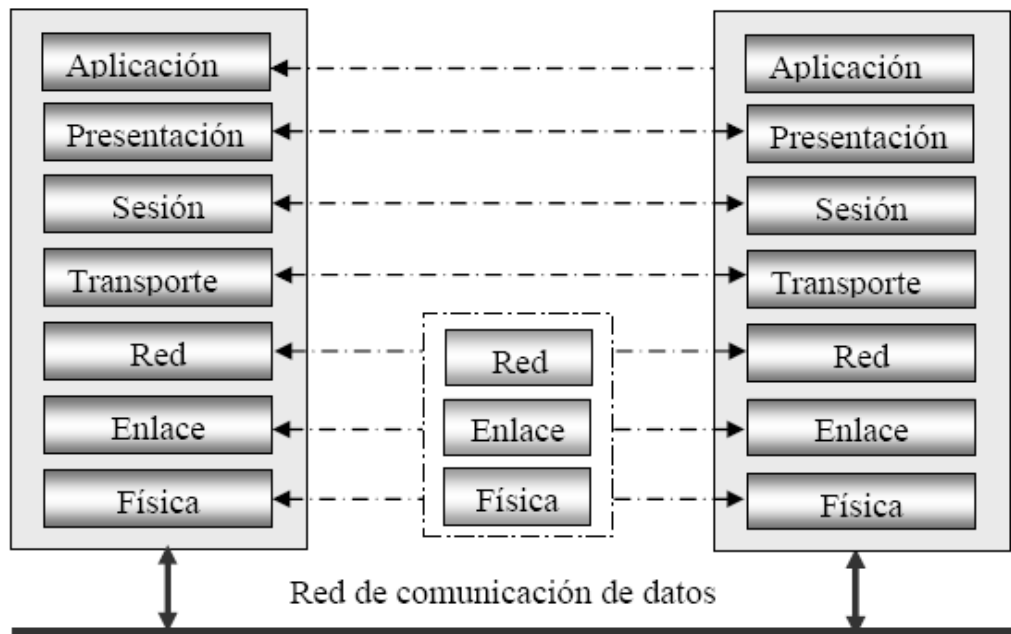 Aplicación
Presentación
Sesión
Transporte
Red
Enlace
Física
Red
Enlace
Física
Aplicación
Presentación
Sesión
Transporte
Red
Enlace
Física
Red de comunicación de datos